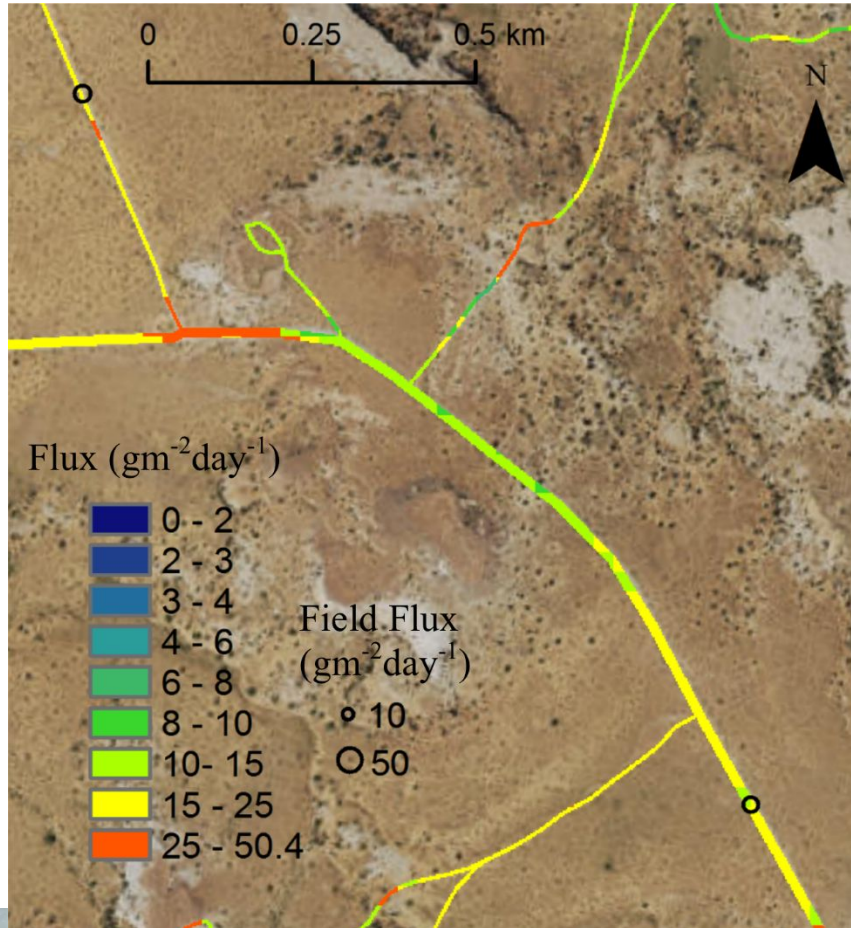 0 0.25 0.5 km
N
Flux (gm⁻²day⁻¹)
0 - 2
2 - 3
3 - 4
4 - 6
6 - 8
8 - 10
10- 15
15 - 25
25 - 50.4
Field Flux
(gm⁻²day⁻¹)
10
50